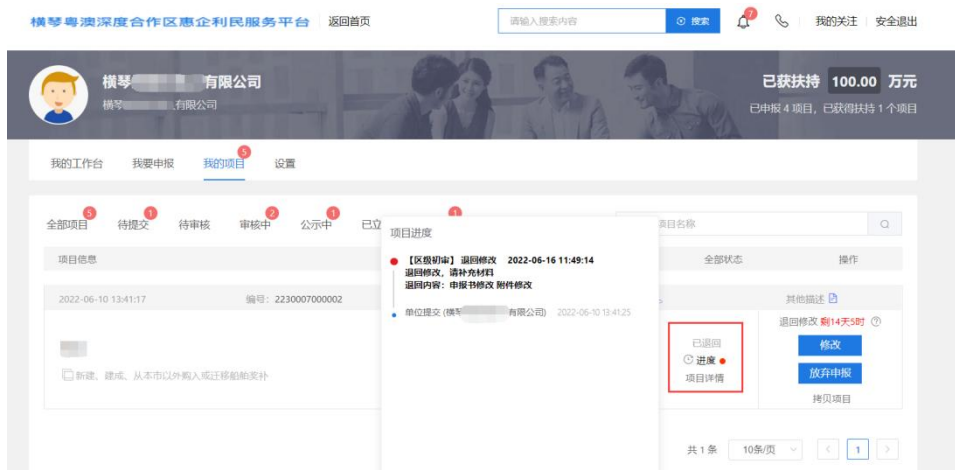 横琴粤澳深度合作区惠企利民服务平台 返回首页 请输入搜索内容 搜索 7 我的关注 安全退出
横琴 有限公司
横琴 有限公司
已获扶持 100.00 万元
已申报 4 项目，已获得扶持 1 个项目
我的工作台 我要申报 我的项目 5 设置
全部项目 5 待提交 1 待审核 审核中 2 公示中 1 已立 1 项目名称
项目进度
项目信息 全部状态 操作
【区级初审】 退回修改 2022-06-16 11:49:14
退回修改，请补充材料
退回内容：申报书修改 附件修改
单位提交 (横琴 有限公司) 2022-06-10 13:41:25
2022-06-10 13:41:17 编号：2230007000002 其他描述
新建、建成、从本市以外购入或迁移船舶奖补
已退回
进度
项目详情
退回修改 剩14天5时
修改
放弃申报
拷贝项目
共 1 条 10条/页 < 1 >